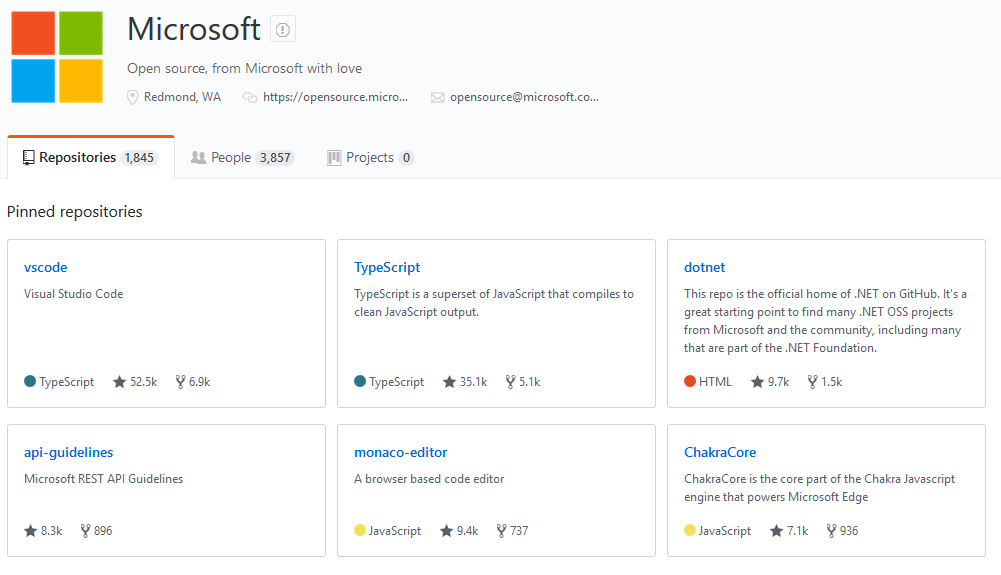 Microsoft
Open source, from Microsoft with love
Redmond, WA https://opensource.micro... opensource@microsoft.co...
Repositories 1,845 People 3,857 Projects 0
Pinned repositories
vscode
Visual Studio Code
TypeScript 52.5k 6.9k
TypeScript
TypeScript is a superset of JavaScript that compiles to
clean JavaScript output.
TypeScript 35.1k 5.1k
dotnet
This repo is the official home of .NET on GitHub. It's a
great starting point to find many .NET OSS projects
from Microsoft and the community, including many
that are part of the .NET Foundation.
HTML 9.7k 1.5k
api-guidelines
Microsoft REST API Guidelines
8.3k 896
monaco-editor
A browser based code editor
JavaScript 9.4k 737
ChakraCore
ChakraCore is the core part of the Chakra Javascript
engine that powers Microsoft Edge
JavaScript 7.1k 936